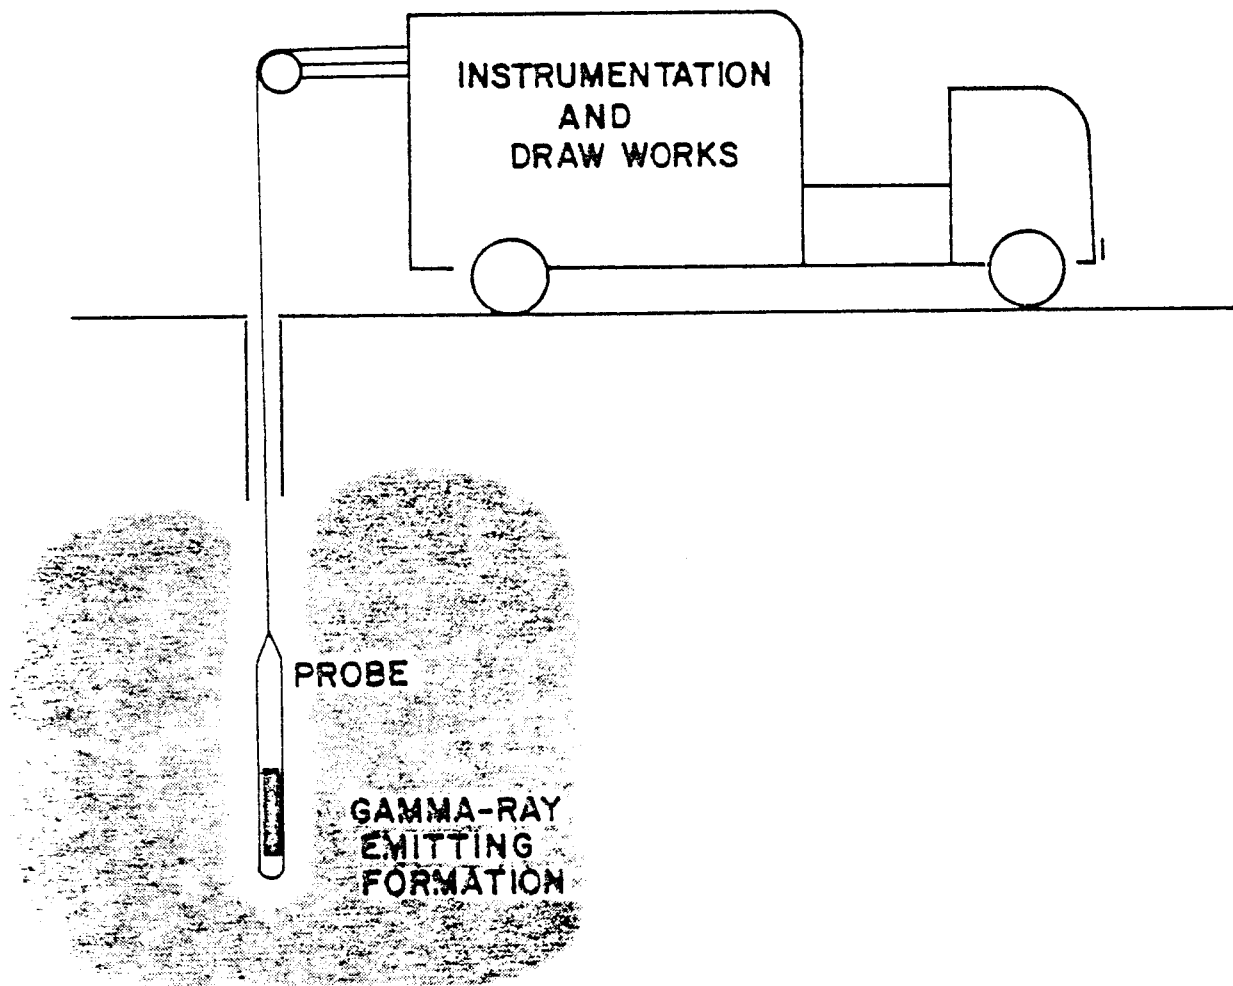 INSTRUMENTATION
AND
DRAW WORKS
PROBE
GAMMA-RAY
EMITTING
FORMATION